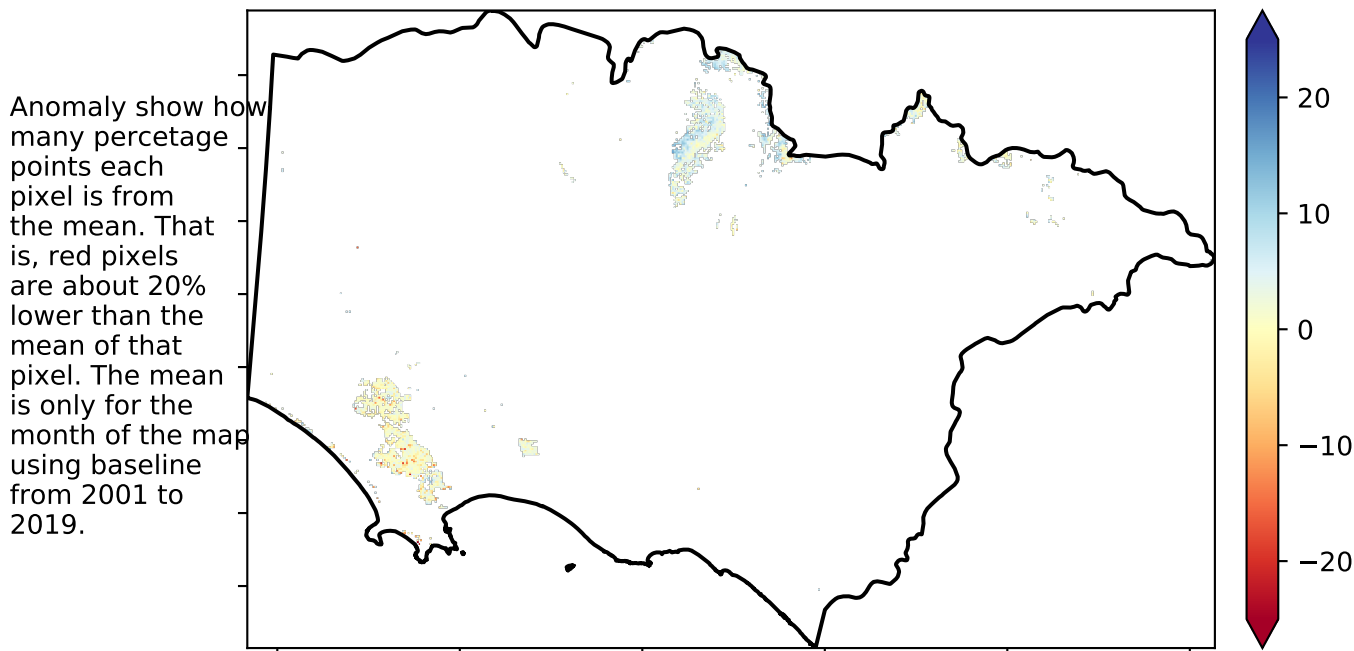 Anomaly show how
many percetage
points each
pixel is from
the mean. That
is, red pixels
are about 20%
lower than the
mean of that
pixel. The mean
is only for the
month of the map
using baseline
from 2001 to
2019.
20
10
0
−10
−20